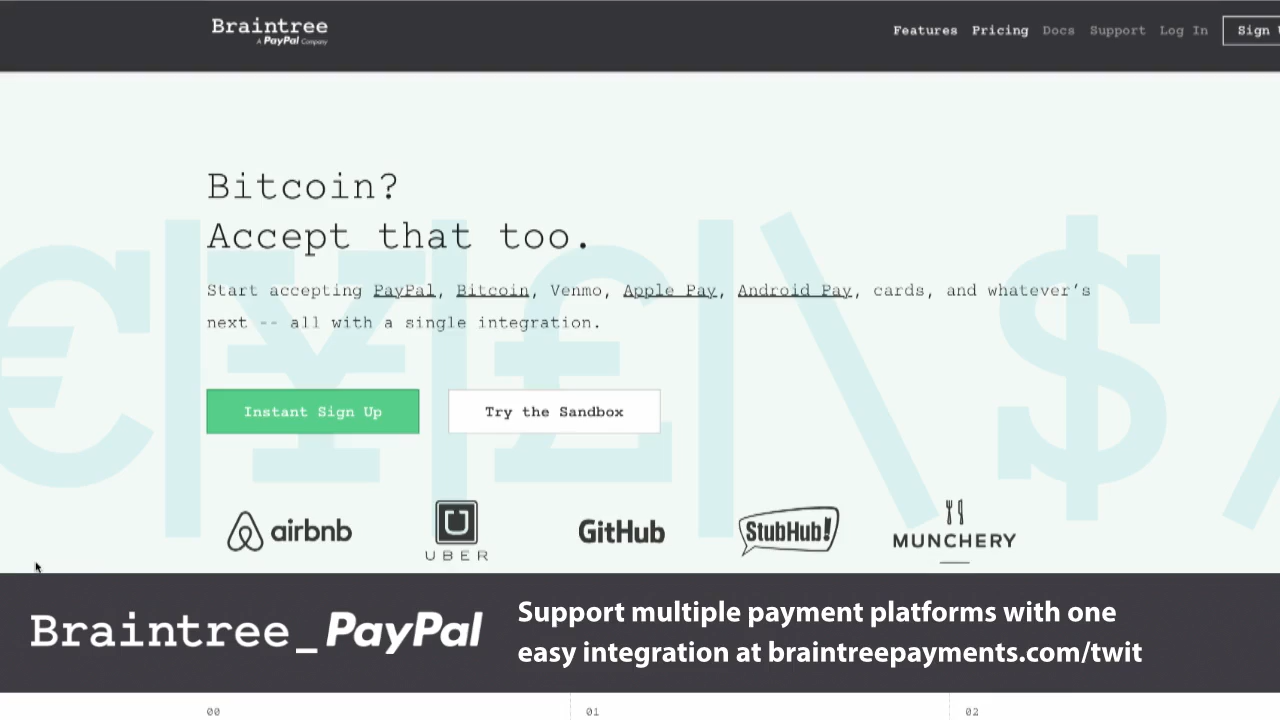 Braintree
A PayPal Company
Features Pricing Docs Support Log In Sign
Bitcoin?
Accept that too.
Start accepting PayPal, Bitcoin, Venmo, Apple Pay, Android Pay, cards, and whatever's
next -- all with a single integration.
Instant Sign Up Try the Sandbox
airbnb UBER GitHub StubHub! MUNCHERY
Braintree_PayPal
Support multiple payment platforms with one
easy integration at braintreepayments.com/twit
00 01 02